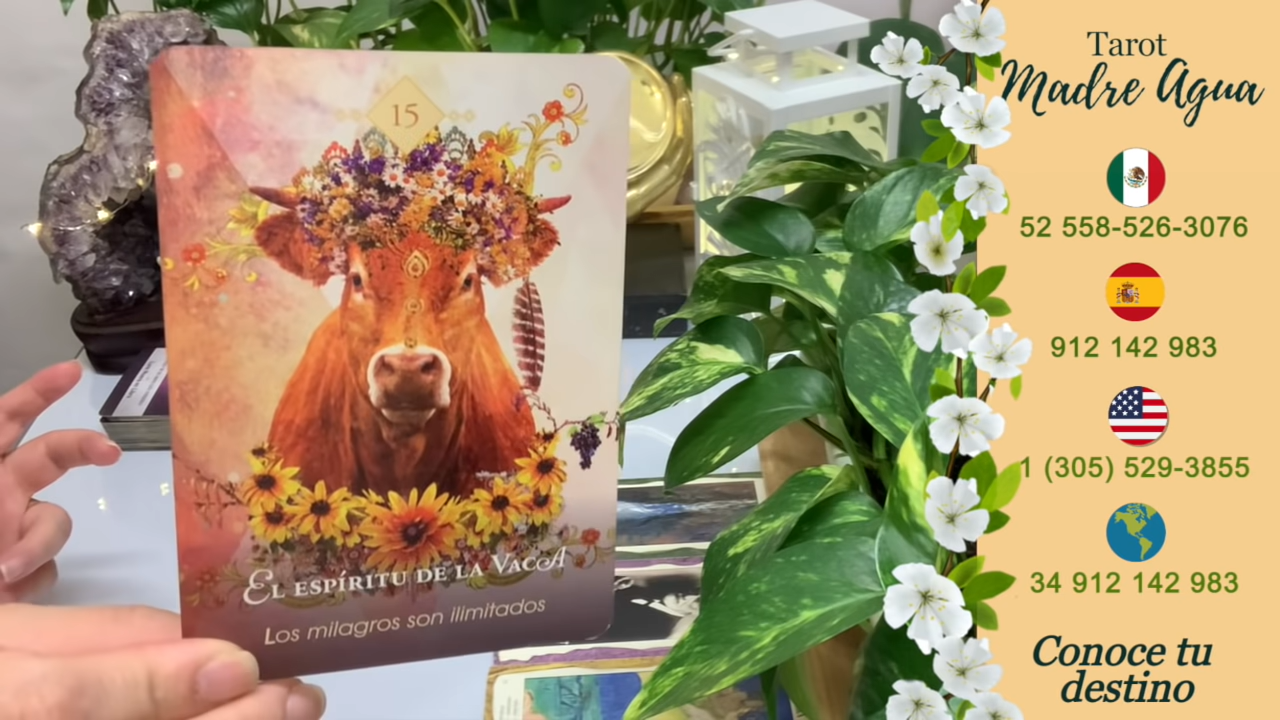 15
El espíritu de la Vaca
Los milagros son ilimitados
Tarot
Madre Agua
52 558-526-3076
912 142 983
1 (305) 529-3855
34 912 142 983
Conoce tu
destino